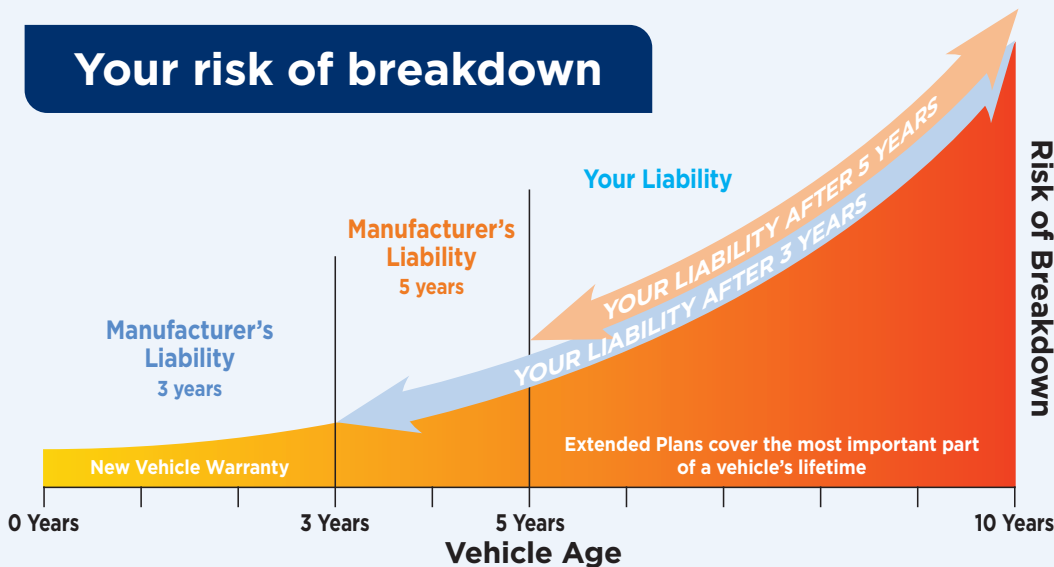 Your risk of breakdown
Your Liability
Manufacturer's
Liability
5 years
Manufacturer's
Liability
3 years
YOUR LIABILITY AFTER 5 YEARS
YOUR LIABILITY AFTER 3 YEARS
Risk of Breakdown
New Vehicle Warranty
Extended Plans cover the most important part
of a vehicle's lifetime
0 Years
3 Years
5 Years
10 Years
Vehicle Age